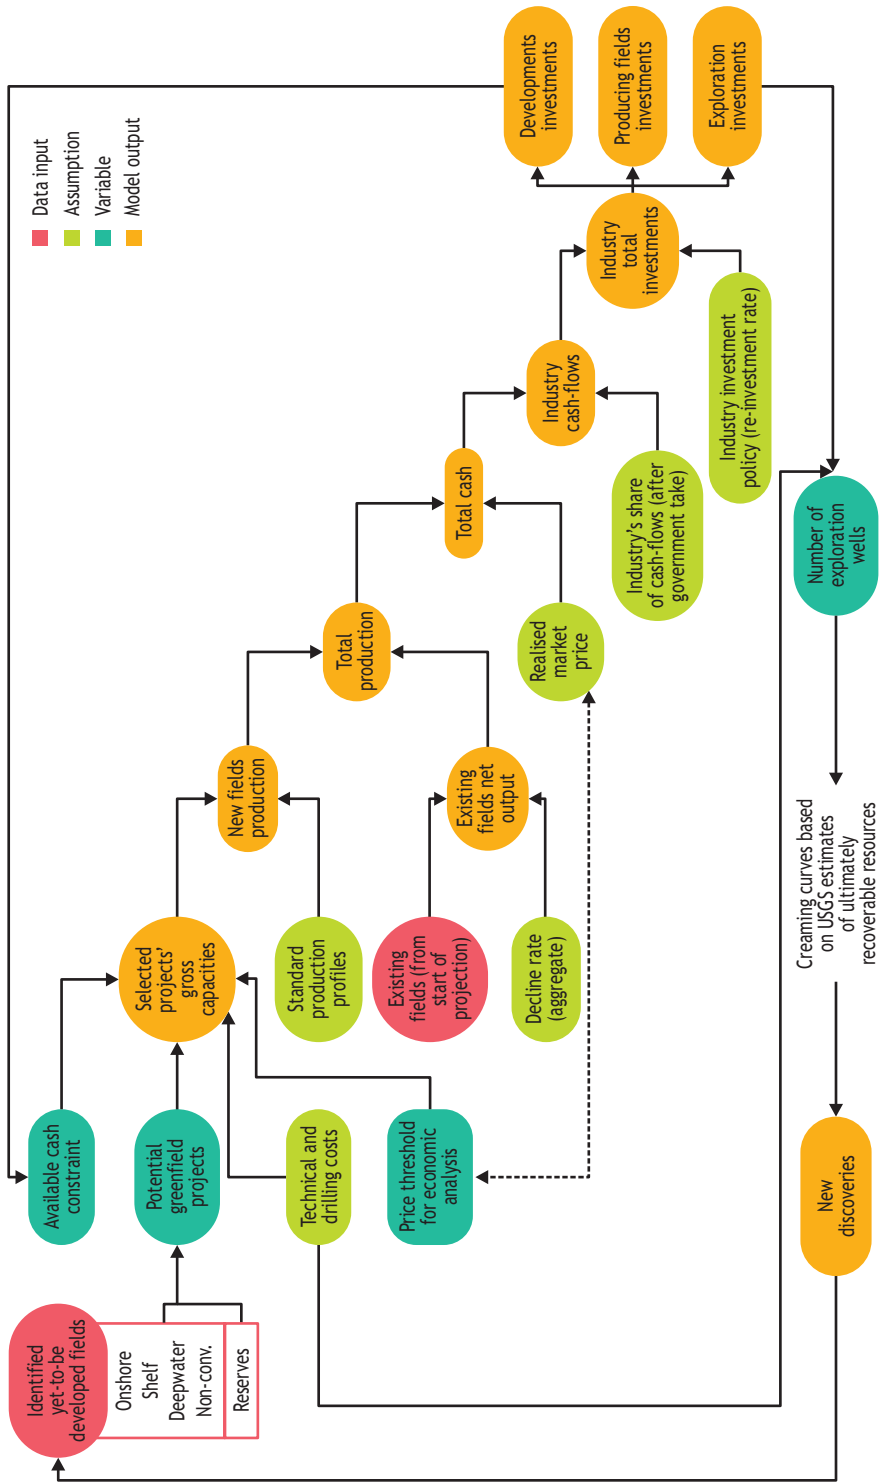 Identified
yet-to-be
developed fields
Onshore
Shelf
Deepwater
Non-conv.
Reserves
Available cash
constraint
Potential
greenfield
projects
Technical and
drilling costs
Price threshold
for economic
analysis
Selected
projects'
gross
capacities
Standard
production
profiles
Existing
fields (from
start of
projection)
Decline rate
(aggregate)
New fields
production
Existing
fields net
output
Total
production
Realised
market
price
Total cash
Industry's share
of cash-flows (after
government take)
Industry
cash-flows
Industry investment
policy (re-investment rate)
Industry
total
investments
Developments
investments
Producing fields
investments
Exploration
investments
Data input
Assumption
Variable
Model output
Number of
exploration
wells
Creaming curves based
on USGS estimates
of ultimately
recoverable resources
New
discoveries